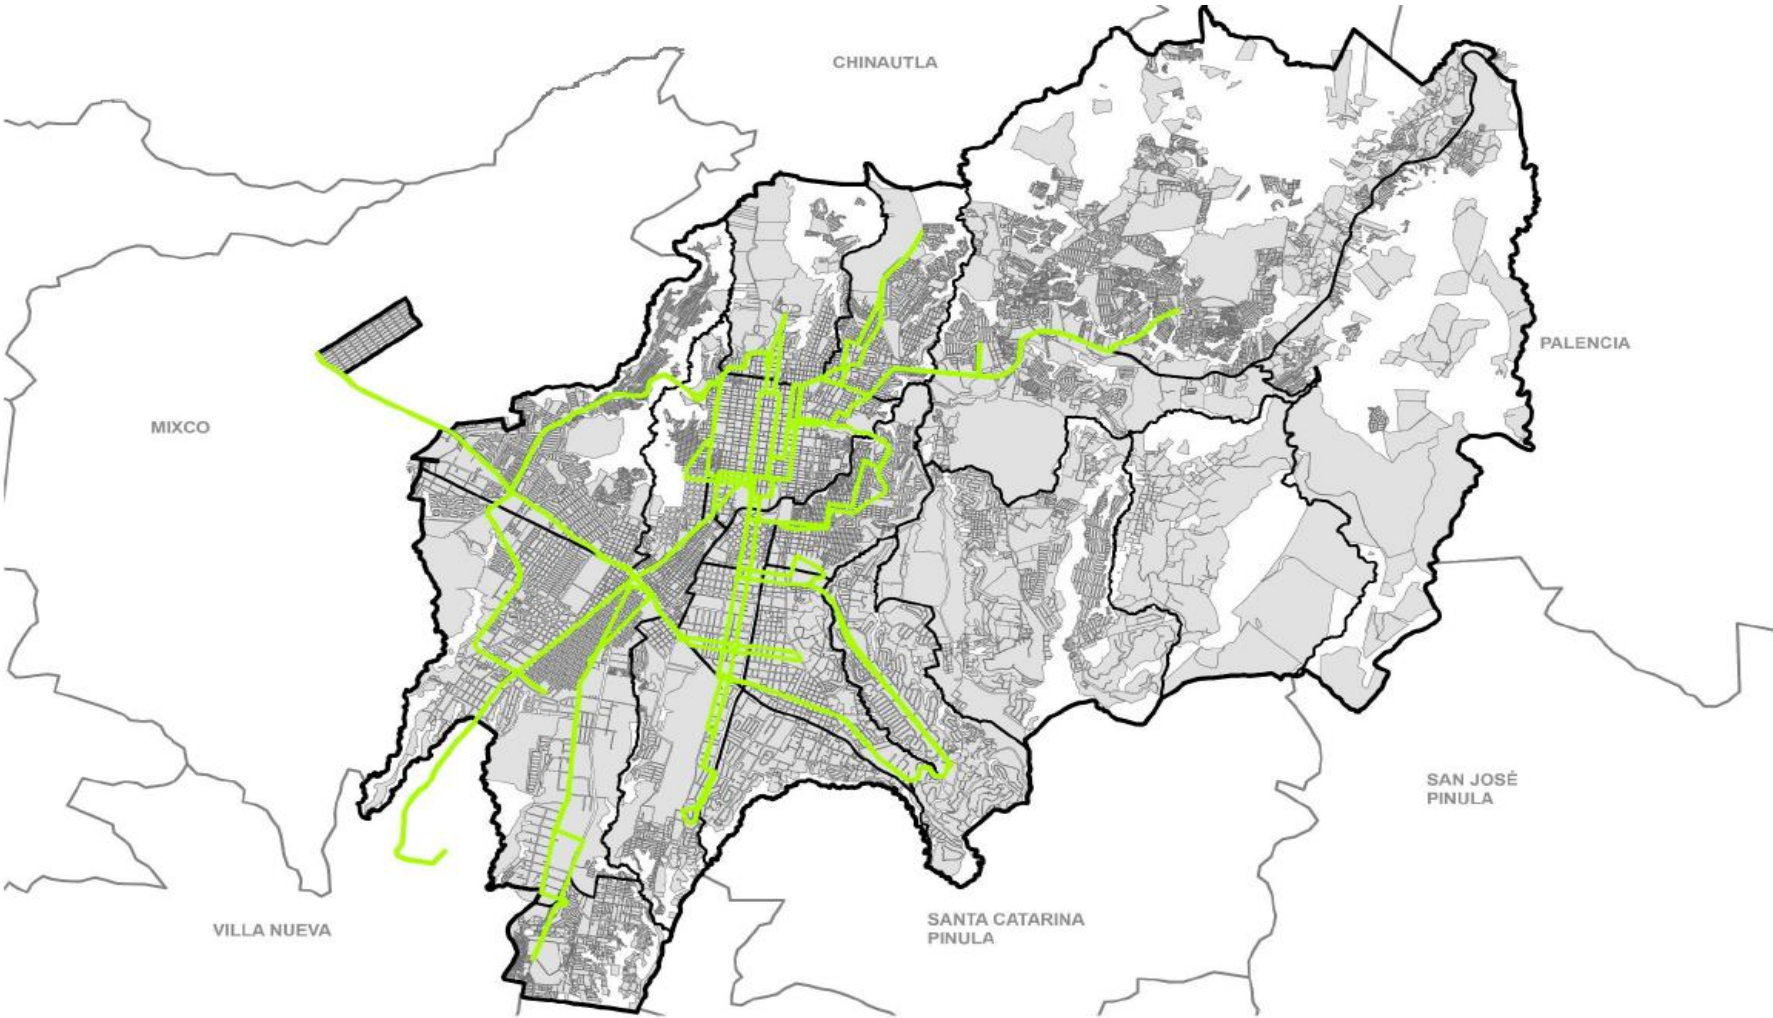 CHINAUTLA
PALENCIA
MIXCO
SAN JOSÉ
PINULA
SANTA CATARINA
PINULA
VILLA NUEVA